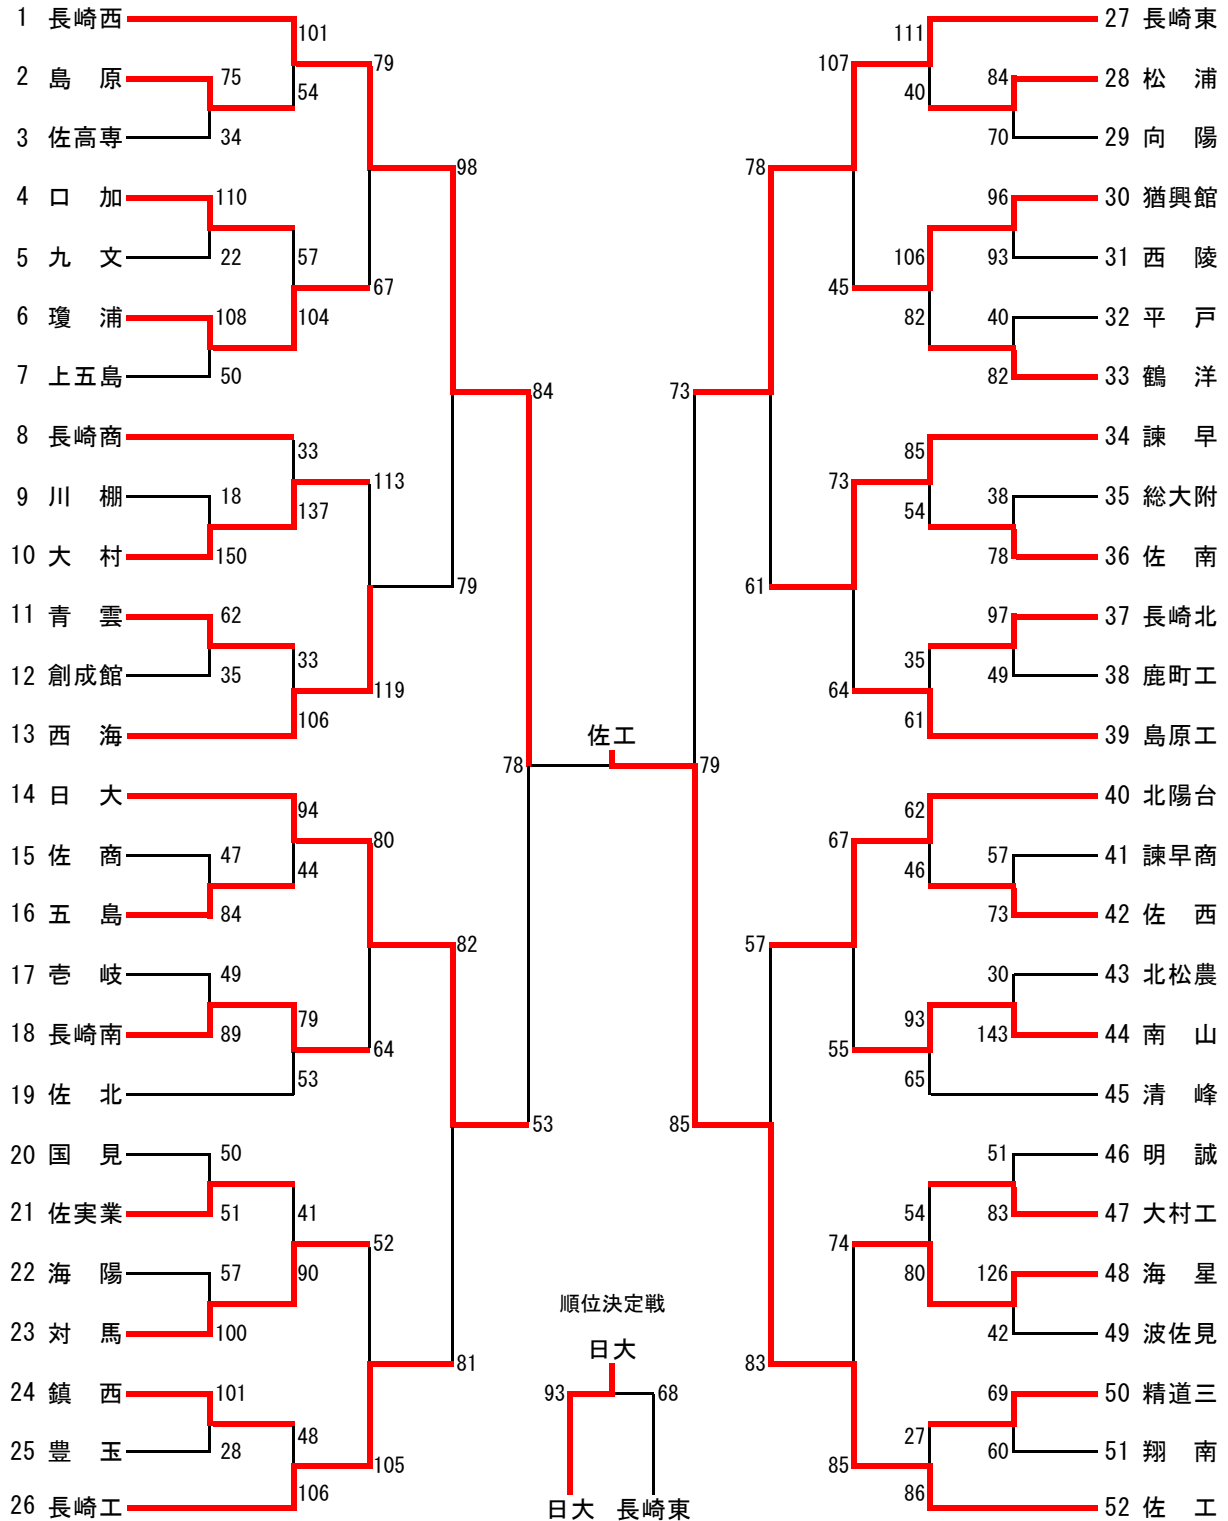 1 長崎西
101
2 島 原
75
79
54
3 佐高専
34
4 口 加
110
98
5 九 文
22
57
67
6 瓊 浦
108
104
7 上五島
50
84
8 長崎商
33
9 川 棚
18
113
137
10 大 村
150
79
11 青 雲
62
12 創成館
35
33
119
13 西 海
106
78
14 日 大
94
15 佐 商
47
80
44
16 五 島
84
82
17 壱 岐
49
18 長崎南
89
79
64
19 佐 北
53
53
20 国 見
50
21 佐実業
51
41
52
22 海 陽
57
90
23 対 馬
100
81
24 鎮 西
101
25 豊 玉
28
48
105
26 長崎工
106
佐工
27 長崎東
111
107
28 松 浦
84
40
29 向 陽
70
78
30 猶興館
96
31 西 陵
93
106
45
32 平 戸
40
82
33 鶴 洋
82
73
34 諫 早
85
35 総大附
38
73
54
36 佐 南
78
61
37 長崎北
97
38 鹿町工
49
35
64
39 島原工
61
79
40 北陽台
62
41 諫早商
57
67
46
42 佐 西
73
57
43 北松農
30
44 南 山
143
93
55
45 清 峰
65
85
46 明 誠
51
47 大村工
83
54
74
48 海 星
126
80
49 波佐見
42
83
50 精道三
69
51 翔 南
60
27
85
52 佐 工
86
順位決定戦
日大
93
68
日大 長崎東